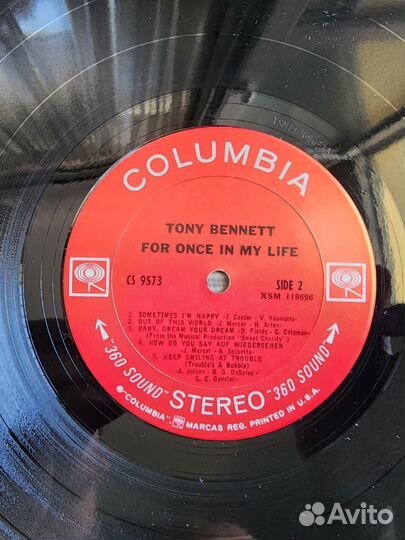 COLUMBIA
TONY BENNETT
FOR ONCE IN MY LIFE
CS 9573
SIDE 2
XSM 119696
1. SOMETIMES I'M HAPPY -I. Caesar - V. Youmans-
2. OUT OF THIS WORLD -J. Mercer - H. Arlen-
3. BABY, DREAM YOUR DREAM -D. Fields - C. Coleman-
(From the Musical Production "Sweet Charity")
4. HOW DO YOU SAY AUF WIEDERSEHEN
-J. Mercer - A. Scibetta-
5. KEEP SMILING AT TROUBLE
(Trouble's A Bubble)
-A. Jolson - B. G. DeSylva -
L. E. Gensler-
"360 SOUND" STEREO "360 SOUND"
"COLUMBIA", MARCAS REG. PRINTED IN U.S.A.
Avito